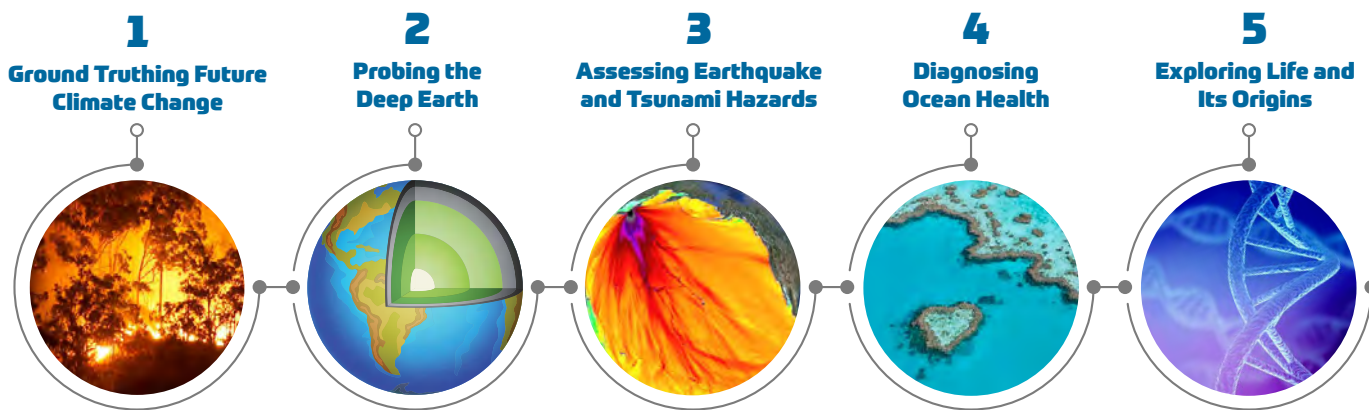 1
Ground Truthing Future
Climate Change
2
Probing the
Deep Earth
3
Assessing Earthquake
and Tsunami Hazards
4
Diagnosing
Ocean Health
5
Exploring Life and
Its Origins